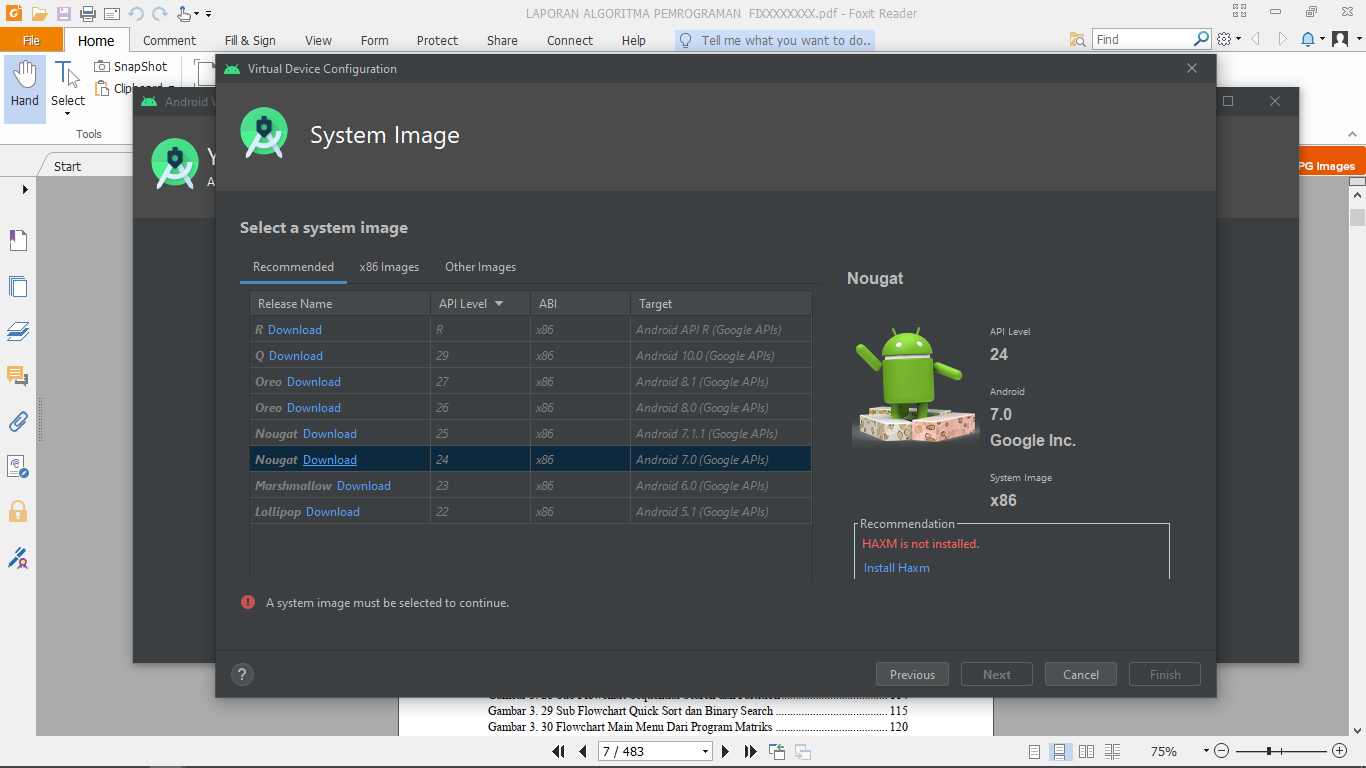 LAPORAN ALGORITMA PEMROGRAMAN FIXXXXXXXX.pdf - Foxit Reader
File Home Comment Fill & Sign View Form Protect Share Connect Help Tell me what you want to do.. Find
Hand
Select
SnapShot
Clipb
Tools
Start
PG Images
Android V
Y
A
Virtual Device Configuration
System Image
Select a system image
Recommended x86 Images Other Images
Release Name API Level ABI Target
R Download R x86 Android API R (Google APIs)
Q Download 29 x86 Android 10.0 (Google APIs)
Oreo Download 27 x86 Android 8.1 (Google APIs)
Oreo Download 26 x86 Android 8.0 (Google APIs)
Nougat Download 25 x86 Android 7.1.1 (Google APIs)
Nougat Download 24 x86 Android 7.0 (Google APIs)
Marshmallow Download 23 x86 Android 6.0 (Google APIs)
Lollipop Download 22 x86 Android 5.1 (Google APIs)
Nougat
API Level
24
Android
7.0
Google Inc.
System Image
x86
Recommendation
HAXM is not installed.
Install Haxm
A system image must be selected to continue.
? Previous Next Cancel Finish
Gambar 3. 29 Sub Flowchart Quick Sort dan Binary Search ....................................... 115
Gambar 3. 30 Flowchart Main Menu Dari Program Matriks ...................................... 120
7 / 483
75%